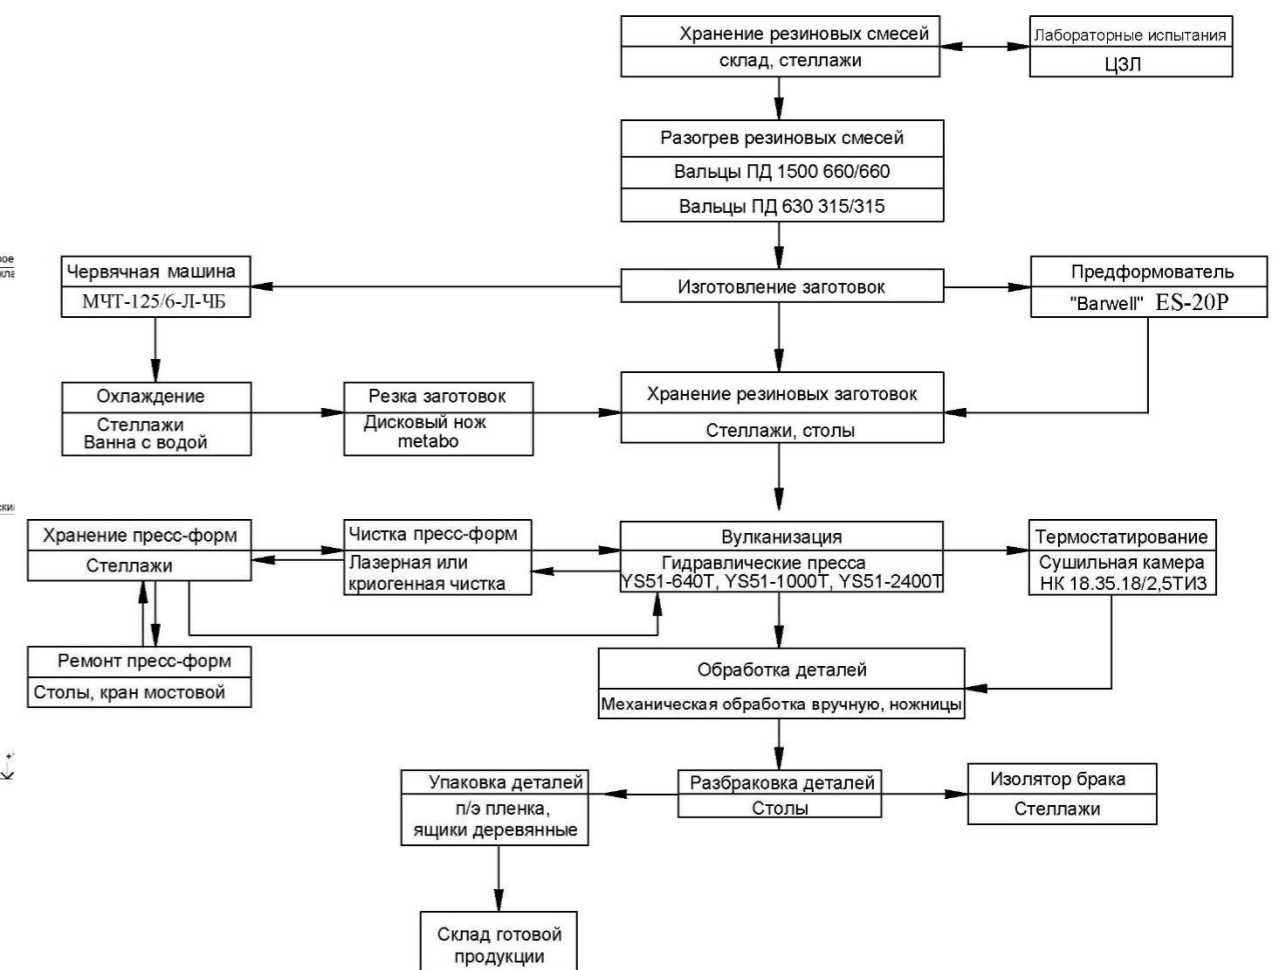 Хранение резиновых смесей
склад, стеллажи
Лабораторные испытания
ЦЗЛ
Разогрев резиновых смесей
Вальцы ПД 1500 660/660
Вальцы ПД 630 315/315
Червячная машина
МЧТ-125/6-Л-ЧБ
Изготовление заготовок
Предформователь
"Barwell" ES-20P
Охлаждение
Стеллажи
Ванна с водой
Резка заготовок
Дисковый нож
metabo
Хранение резиновых заготовок
Стеллажи, столы
Хранение пресс-форм
Стеллажи
Чистка пресс-форм
Лазерная или
криогенная чистка
Вулканизация
Гидравлические пресса
YS51-640T, YS51-1000T, YS51-2400T
Термостатирование
Сушильная камера
НК 18.35.18/2,5ТИЗ
Ремонт пресс-форм
Столы, кран мостовой
Обработка деталей
Механическая обработка вручную, ножницы
Упаковка деталей
п/э пленка,
ящики деревянные
Разбраковка деталей
Столы
Изолятор брака
Стеллажи
Склад готовой
продукции